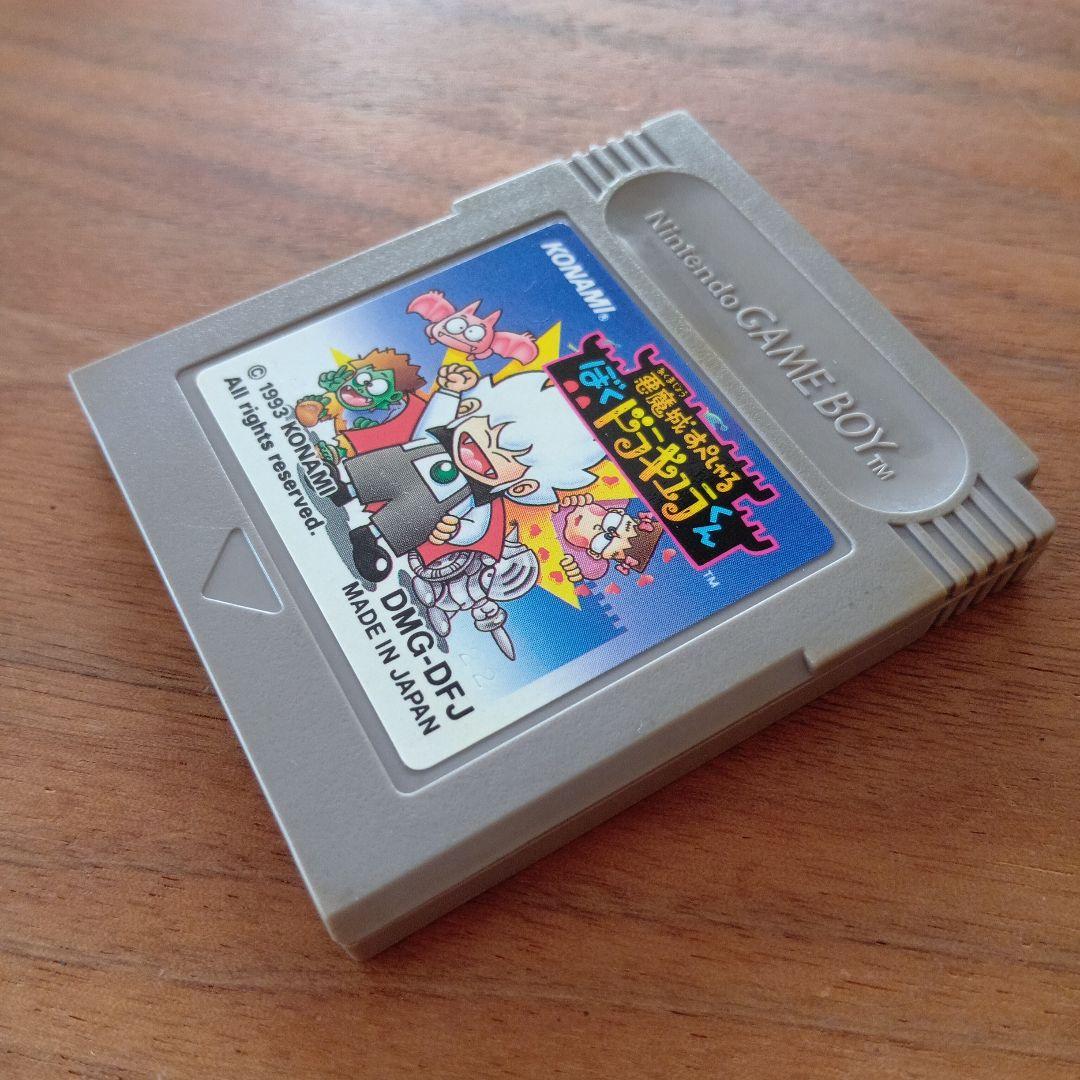 Nintendo GAME BOY™
KONAMI®
あくまじょう
悪魔城すぺしゃる
ぼくドラキュラくん
™
© 1993 KONAMI
All rights reserved.
DMG-DFJ
MADE IN JAPAN
22